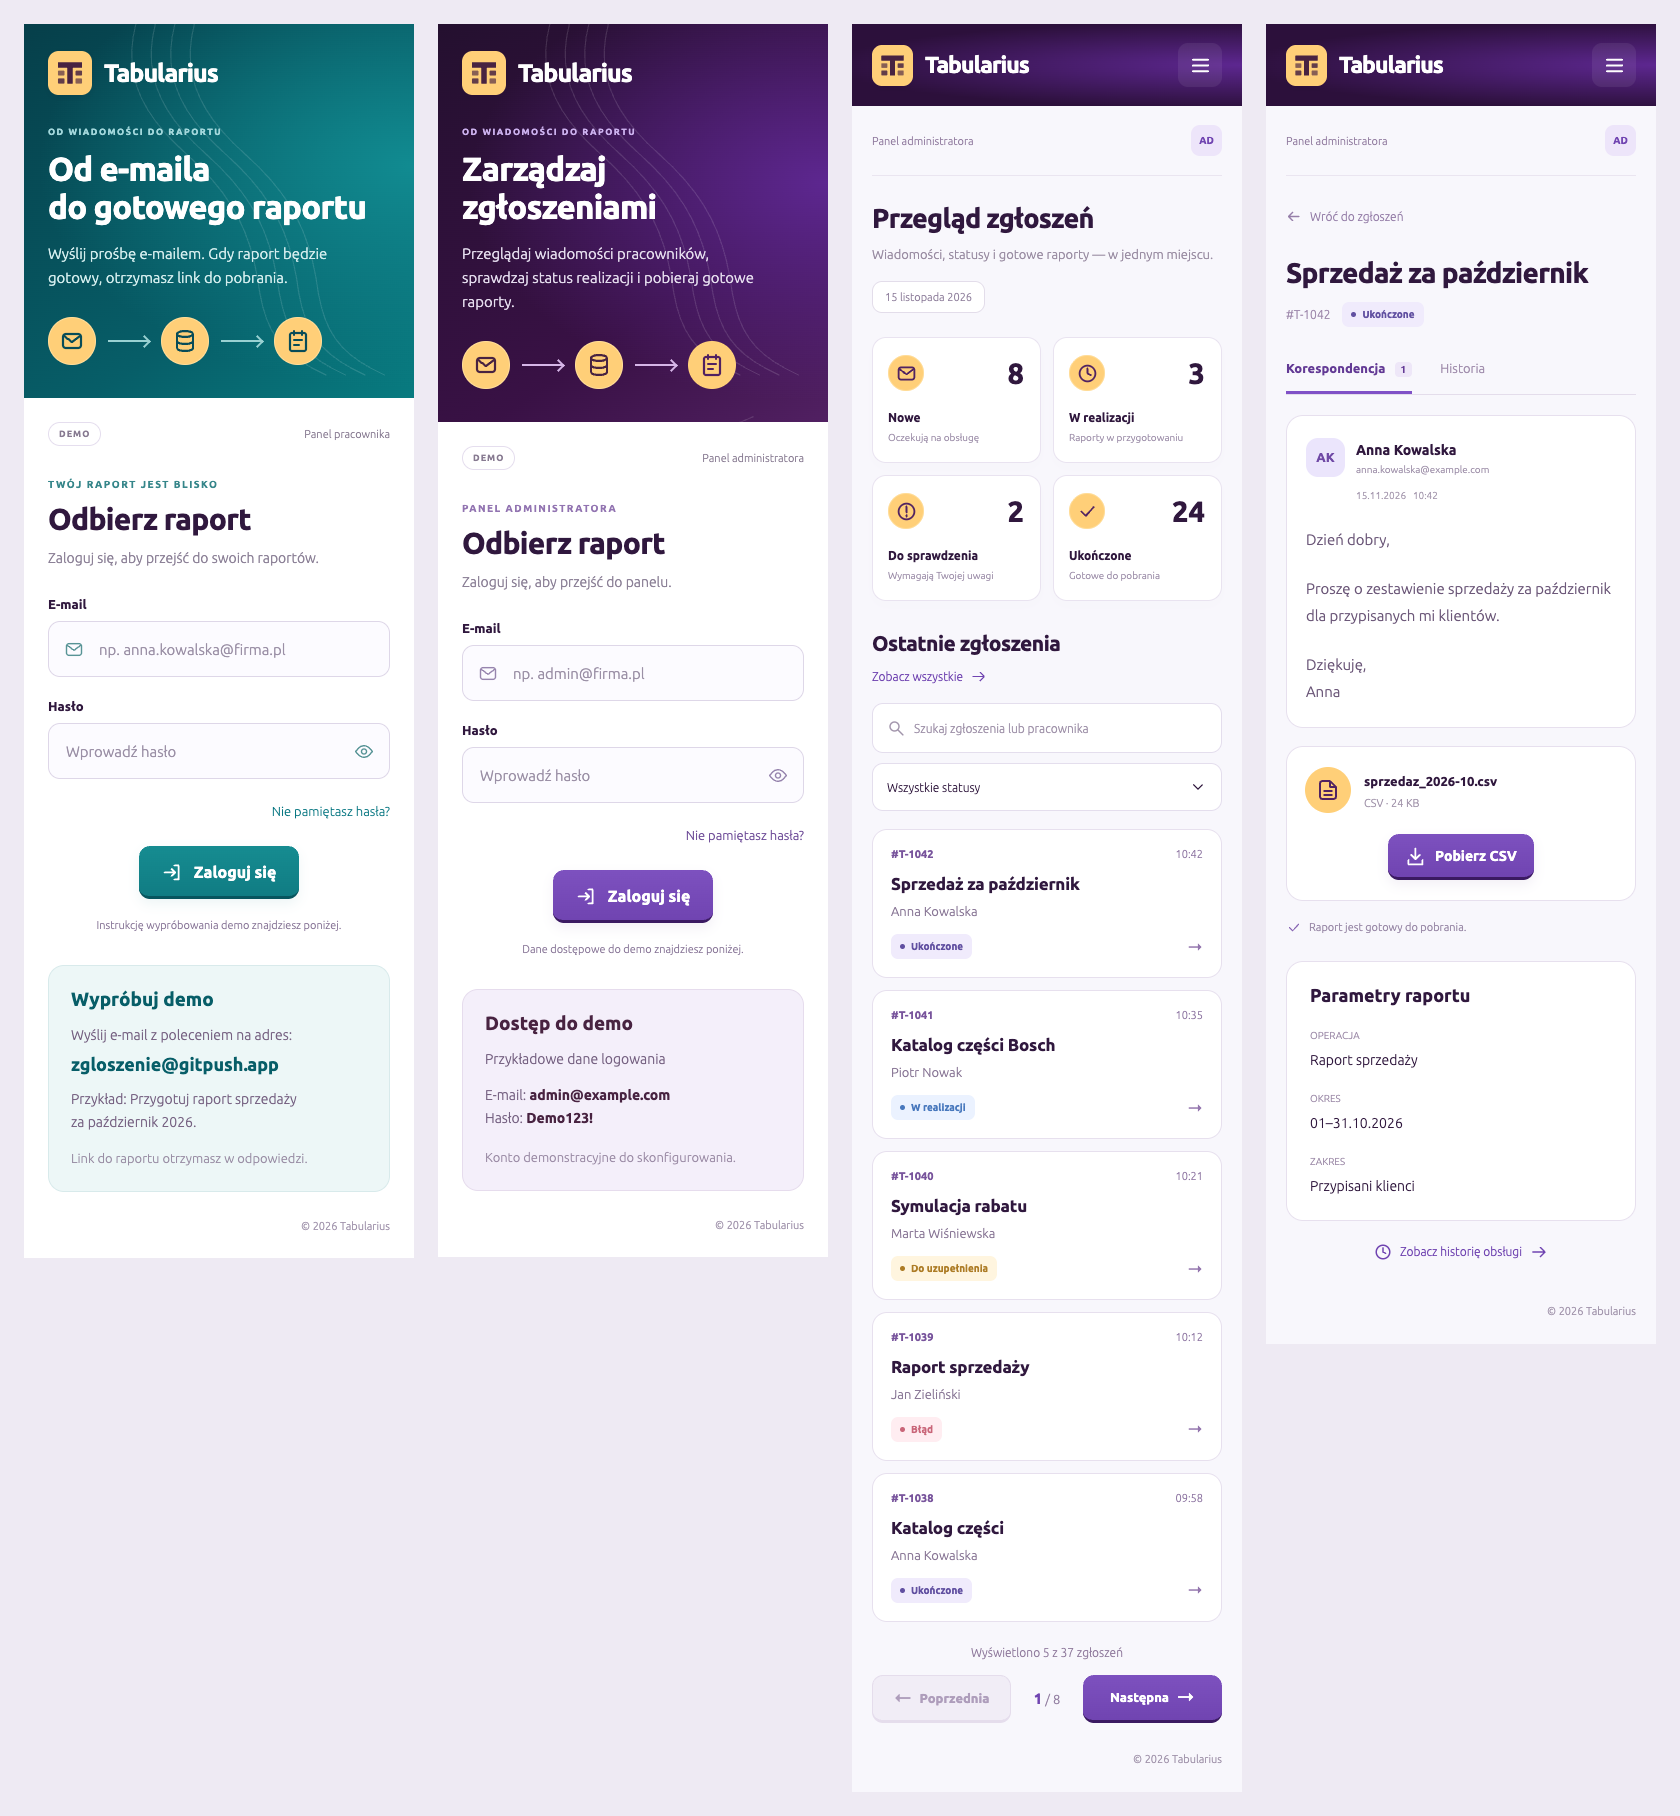 Tabularius
OD WIADOMOŚCI DO RAPORTU
Od e-maila
do gotowego raportu
Wyślij prośbę e-mailem. Gdy raport będzie
gotowy, otrzymasz link do pobrania.
DEMO
Panel pracownika
TWÓJ RAPORT JEST BLISKO
Odbierz raport
Zaloguj się, aby przejść do swoich raportów.
E-mail
np. anna.kowalska@firma.pl
Hasło
Wprowadź hasło
Nie pamiętasz hasła?
Zaloguj się
Instrukcję wypróbowania demo znajdziesz poniżej.
Wypróbuj demo
Wyślij e-mail z poleceniem na adres:
zgloszenie@gitpush.app
Przykład: Przygotuj raport sprzedaży
za październik 2026.
Link do raportu otrzymasz w odpowiedzi.
© 2026 Tabularius
Tabularius
OD WIADOMOŚCI DO RAPORTU
Zarządzaj
zgłoszeniami
Przeglądaj wiadomości pracowników,
sprawdzaj status realizacji i pobieraj gotowe
raporty.
DEMO
Panel administratora
PANEL ADMINISTRATORA
Odbierz raport
Zaloguj się, aby przejść do panelu.
E-mail
np. admin@firma.pl
Hasło
Wprowadź hasło
Nie pamiętasz hasła?
Zaloguj się
Dane dostępowe do demo znajdziesz poniżej.
Dostęp do demo
Przykładowe dane logowania
E-mail: admin@example.com
Hasło: Demo123!
Konto demonstracyjne do skonfigurowania.
© 2026 Tabularius
Tabularius
Panel administratora
AD
Przegląd zgłoszeń
Wiadomości, statusy i gotowe raporty — w jednym miejscu.
15 listopada 2026
8
Nowe
Oczekują na obsługę
3
W realizacji
Raporty w przygotowaniu
2
Do sprawdzenia
Wymagają Twojej uwagi
24
Ukończone
Gotowe do pobrania
Ostatnie zgłoszenia
Zobacz wszystkie →
Szukaj zgłoszenia lub pracownika
Wszystkie statusy
#T-1042 10:42
Sprzedaż za październik
Anna Kowalska
• Ukończone →
#T-1041 10:35
Katalog części Bosch
Piotr Nowak
• W realizacji →
#T-1040 10:21
Symulacja rabatu
Marta Wiśniewska
• Do uzupełnienia →
#T-1039 10:12
Raport sprzedaży
Jan Zieliński
• Błąd →
#T-1038 09:58
Katalog części
Anna Kowalska
• Ukończone →
Wyświetlono 5 z 37 zgłoszeń
← Poprzednia
1 / 8
Następna →
© 2026 Tabularius
Tabularius
Panel administratora
AD
← Wróć do zgłoszeń
Sprzedaż za październik
#T-1042 • Ukończone
Korespondencja 1
Historia
AK
Anna Kowalska
anna.kowalska@example.com
15.11.2026 10:42
Dzień dobry,
Proszę o zestawienie sprzedaży za październik
dla przypisanych mi klientów.
Dziękuję,
Anna
sprzedaz_2026-10.csv
CSV · 24 KB
Pobierz CSV
Raport jest gotowy do pobrania.
Parametry raportu
OPERACJA
Raport sprzedaży
OKRES
01–31.10.2026
ZAKRES
Przypisani klienci
Zobacz historię obsługi →
© 2026 Tabularius